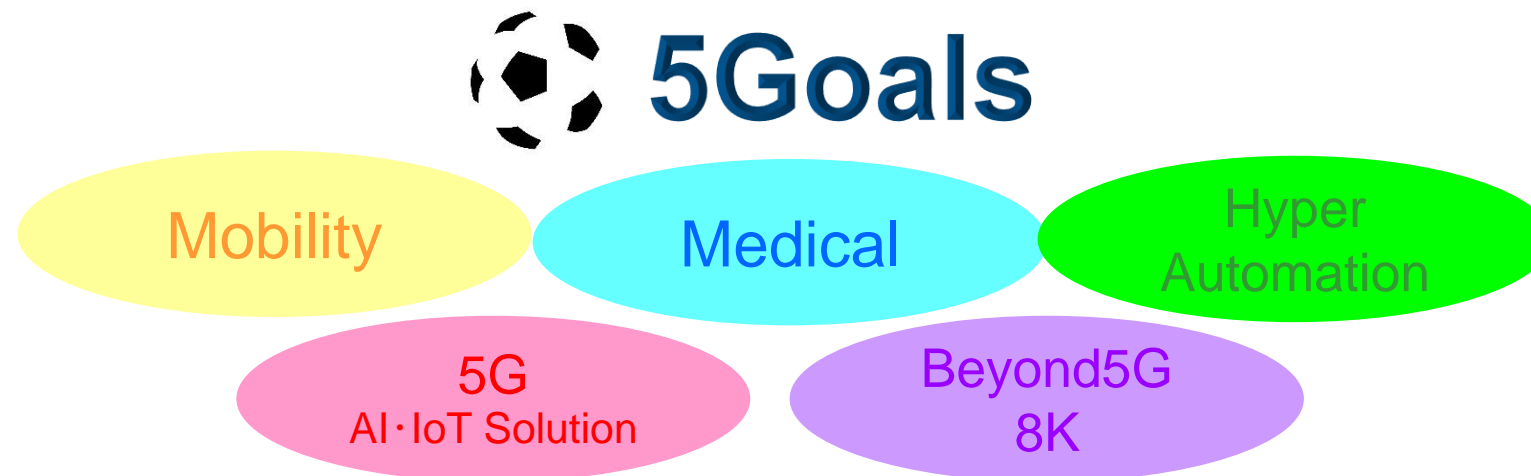 5Goals
Mobility
Medical
Hyper
Automation
5G
AI･IoT Solution
Beyond5G
8K